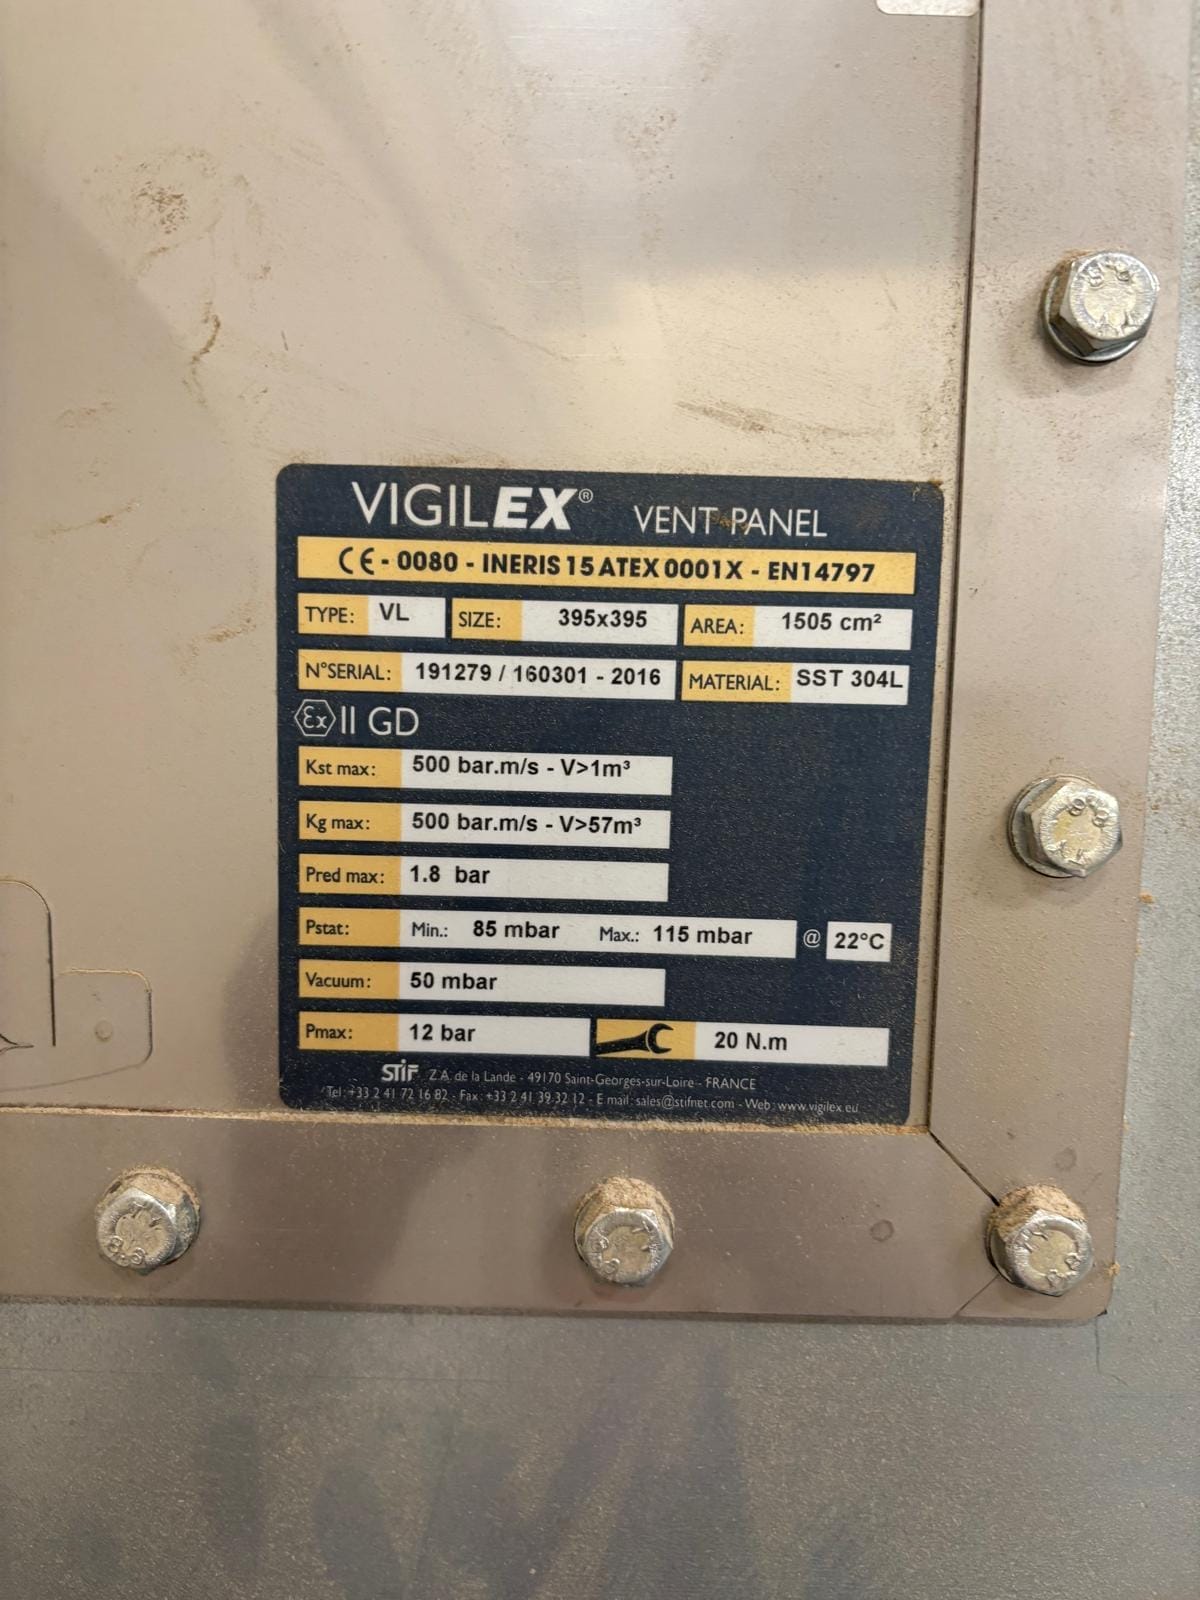 VIGILEX® VENT PANEL
CE - 0080 - INERIS 15 ATEX 0001X - EN14797
TYPE: VL SIZE: 395x395 AREA: 1505 cm²
N°SERIAL: 191279 / 160301 - 2016 MATERIAL: SST 304L
Ex II GD
Kst max: 500 bar.m/s - V>1m³
Kg max: 500 bar.m/s - V>57m³
Pred max: 1.8 bar
Pstat: Min.: 85 mbar Max.: 115 mbar @ 22°C
Vacuum: 50 mbar
Pmax: 12 bar 20 N.m
STIF Z.A. de la Lande - 49170 Saint-Georges-sur-Loire - FRANCE
Tel: +33 2 41 72 16 82 - Fax: +33 2 41 39 32 12 - E mail: sales@stifnet.com - Web: www.vigilex.eu
8.8